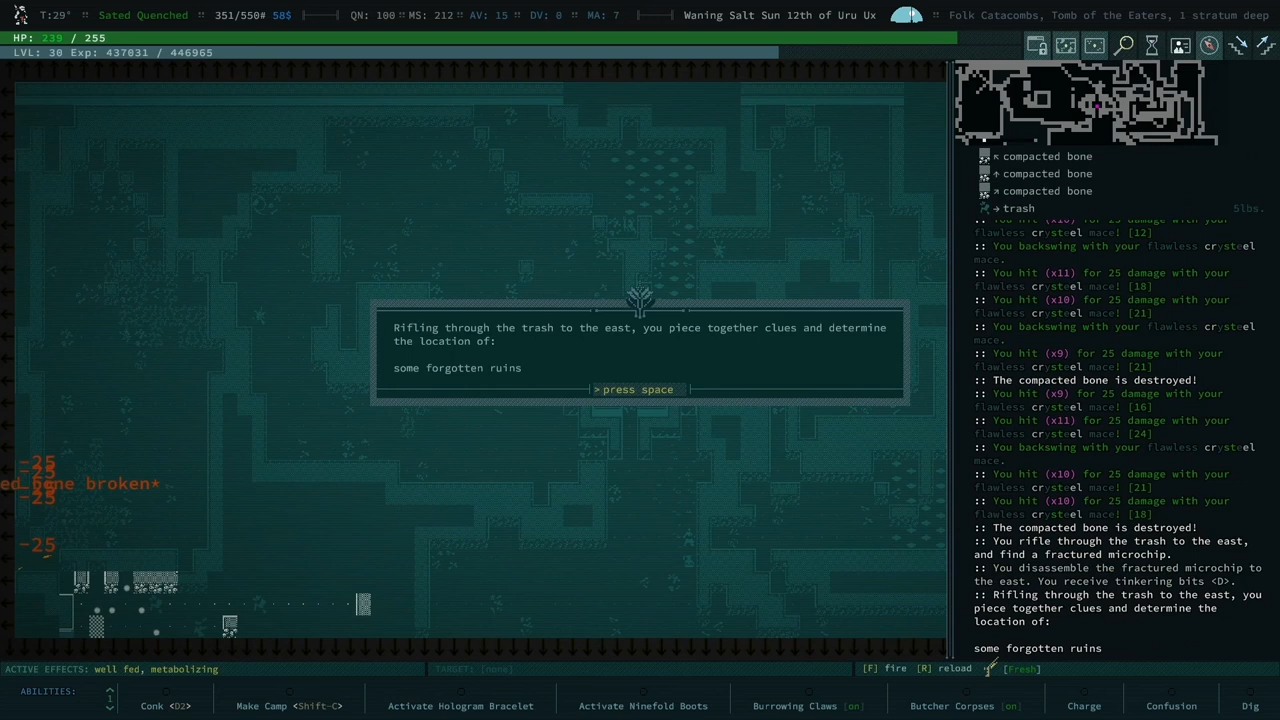 T:29° :: Sated Quenched :: 351/550# 58$ QN: 100 :: MS: 212 :: AV: 15 :: DV: 0 :: MA: 7 Waning Salt Sun 12th of Uru Ux :: Folk Catacombs, Tomb of the Eaters, 1 stratum deep
HP: 239 / 255
LVL: 30 Exp: 437031 / 446965
compacted bone
compacted bone
compacted bone
trash 5lbs.
flawless crysteel mace! [12]
:: You backswing with your flawless crysteel
mace.
:: You hit (x11) for 25 damage with your
flawless crysteel mace! [18]
:: You hit (x10) for 25 damage with your
flawless crysteel mace! [21]
:: You backswing with your flawless crysteel
mace.
:: You hit (x9) for 25 damage with your
flawless crysteel mace! [21]
:: The compacted bone is destroyed!
:: You hit (x9) for 25 damage with your
flawless crysteel mace! [16]
:: You hit (x11) for 25 damage with your
flawless crysteel mace! [24]
:: You backswing with your flawless crysteel
mace.
:: You hit (x10) for 25 damage with your
flawless crysteel mace! [21]
:: You hit (x10) for 25 damage with your
flawless crysteel mace! [18]
:: The compacted bone is destroyed!
:: You rifle through the trash to the east,
and find a fractured microchip.
:: You disassemble the fractured microchip to
the east. You receive tinkering bits <D>.
:: Rifling through the trash to the east, you
piece together clues and determine the
location of:
some forgotten ruins
Rifling through the trash to the east, you piece together clues and determine
the location of:
some forgotten ruins
> press space
-25
-25
ed bone broken*
-25
-25
ACTIVE EFFECTS: well fed, metabolizing TARGET: [none] [F] fire [R] reload [Fresh]
ABILITIES: 1 Conk <D2> Make Camp <Shift-C> Activate Hologram Bracelet Activate Ninefold Boots Burrowing Claws [on] Butcher Corpses [on] Charge Confusion Dig